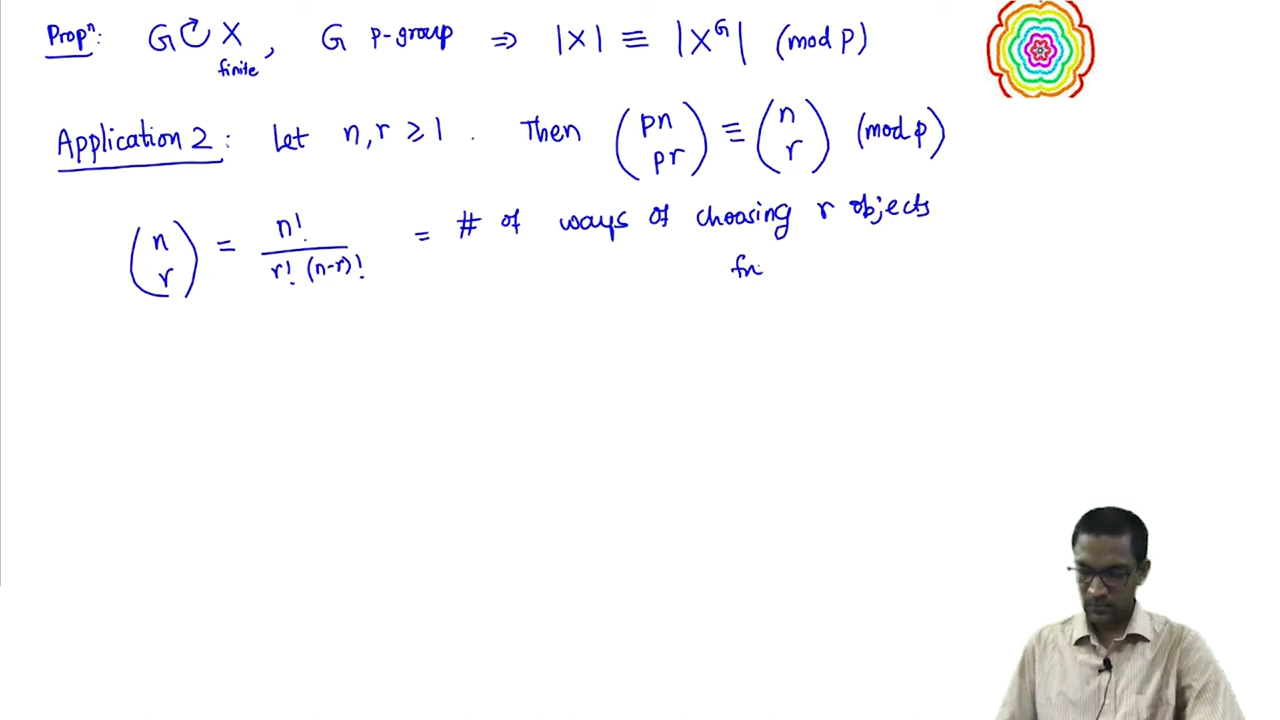 Propⁿ: G ↻ X, G p-group ⇒ |X| ≡ |X^G| (mod p)
finite
Application 2: Let n, r ≥ 1. Then (pn pr) ≡ (n r) (mod p)
(n r) = n! / r! (n-r)! = # of ways of choosing r objects